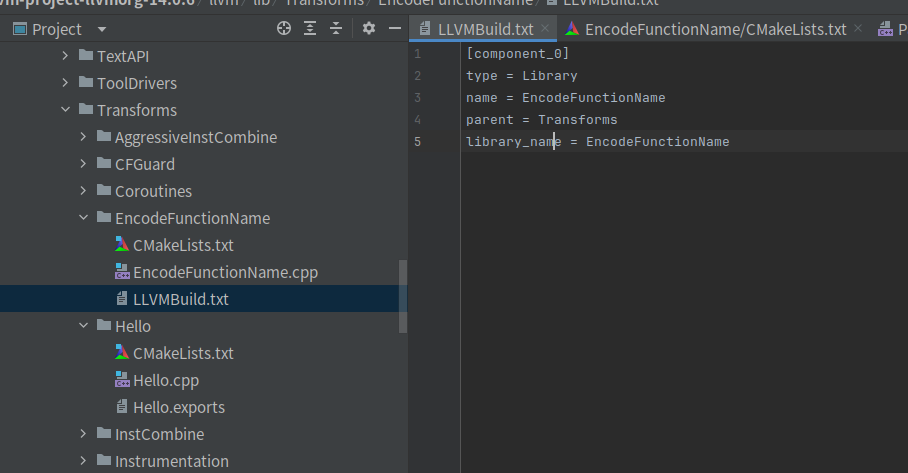 vm-project-llvmorg-14.0.6 / llvm / lib / Transforms / EncodeFunctionName / LLVMBuild.txt
Project
LLVMBuild.txt
EncodeFunctionName/CMakeLists.txt
P
TextAPI
ToolDrivers
Transforms
AggressiveInstCombine
CFGuard
Coroutines
EncodeFunctionName
CMakeLists.txt
EncodeFunctionName.cpp
LLVMBuild.txt
Hello
CMakeLists.txt
Hello.cpp
Hello.exports
InstCombine
Instrumentation
1 [component_0]
2 type = Library
3 name = EncodeFunctionName
4 parent = Transforms
5 library_name = EncodeFunctionName